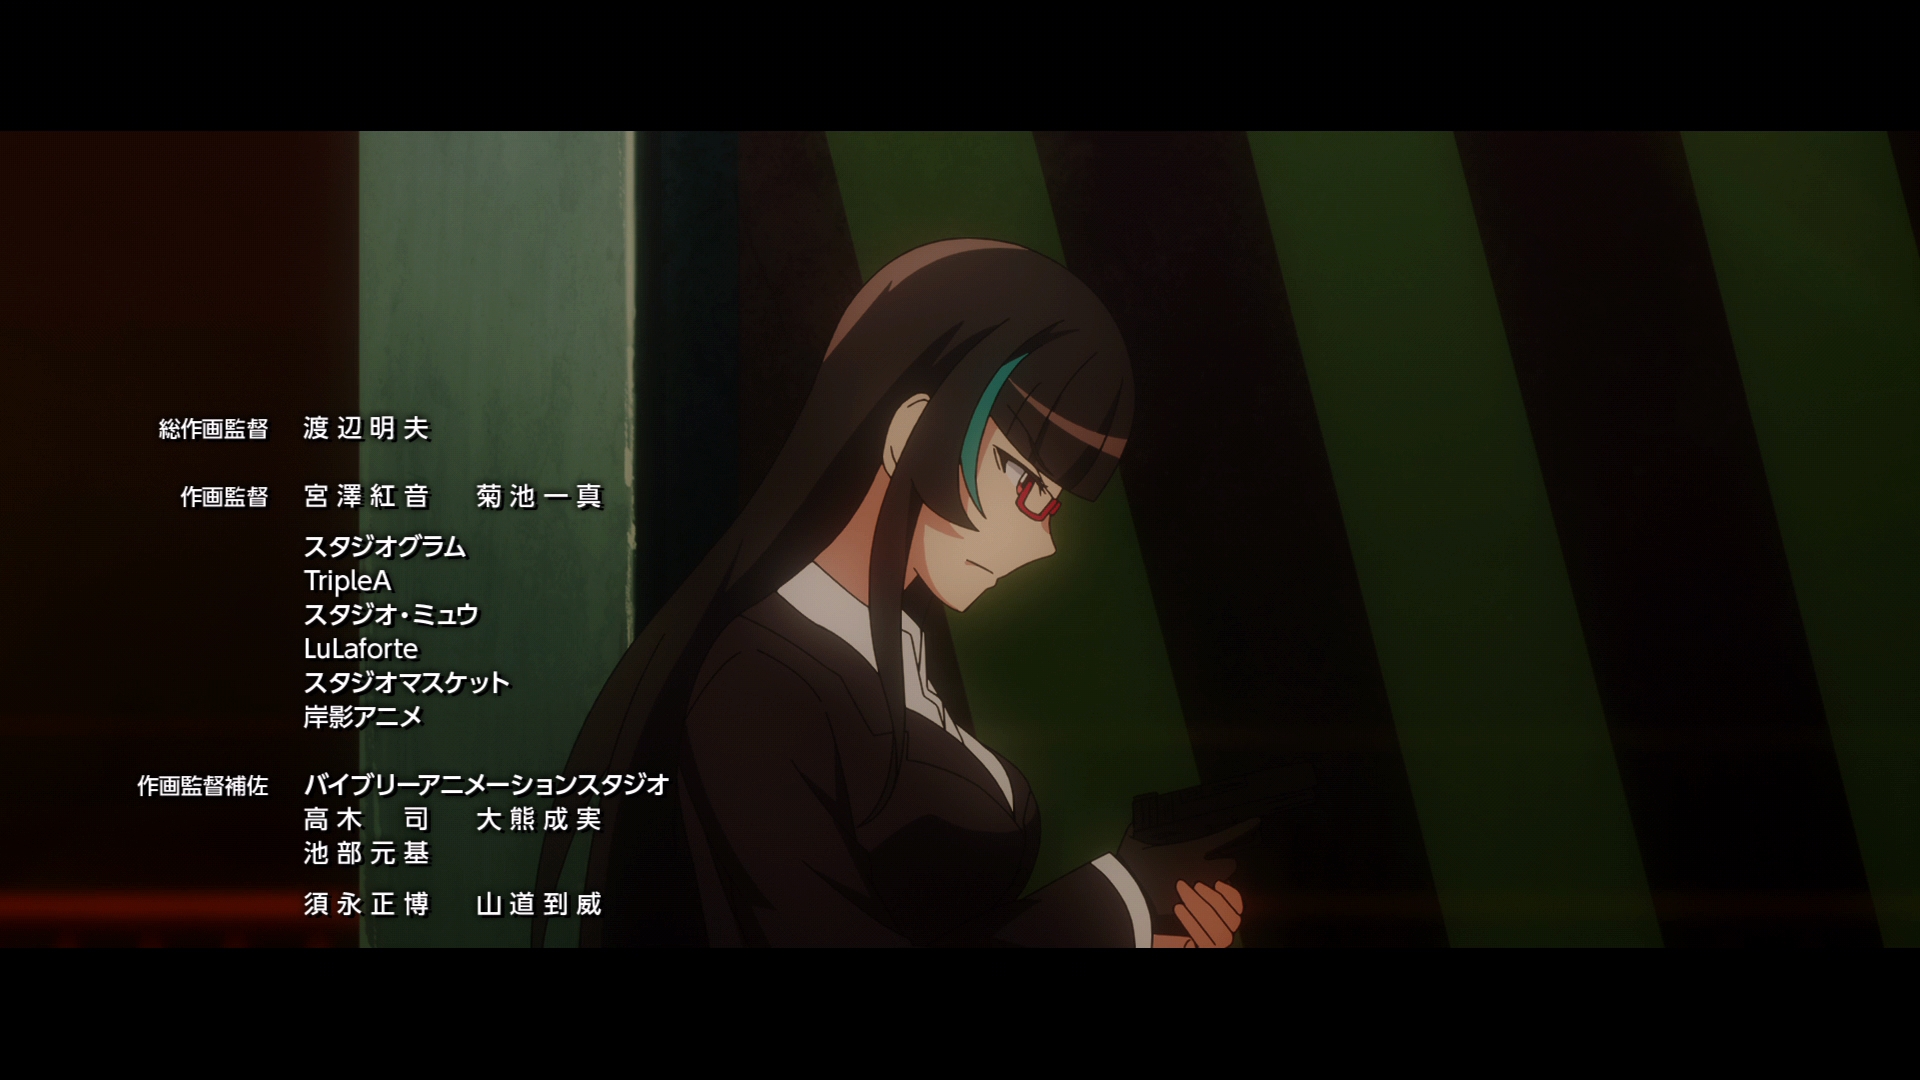 総作画監督 渡辺明夫
作画監督 宮澤紅音 菊池一真
スタジオグラム
TripleA
スタジオ・ミュウ
LuLaforte
スタジオマスケット
岸影アニメ
作画監督補佐 バイブリーアニメーションスタジオ
高木 司 大熊成実
池部元基
須永正博 山道到威